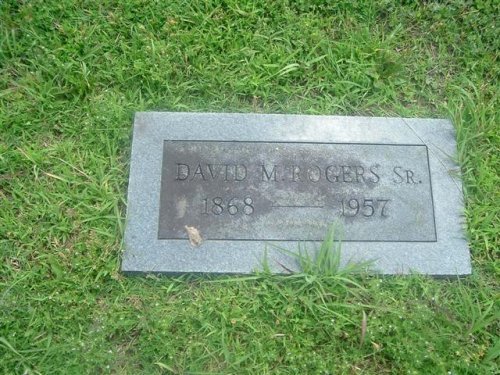 DAVID M. ROGERS SR.
1868 — 1957